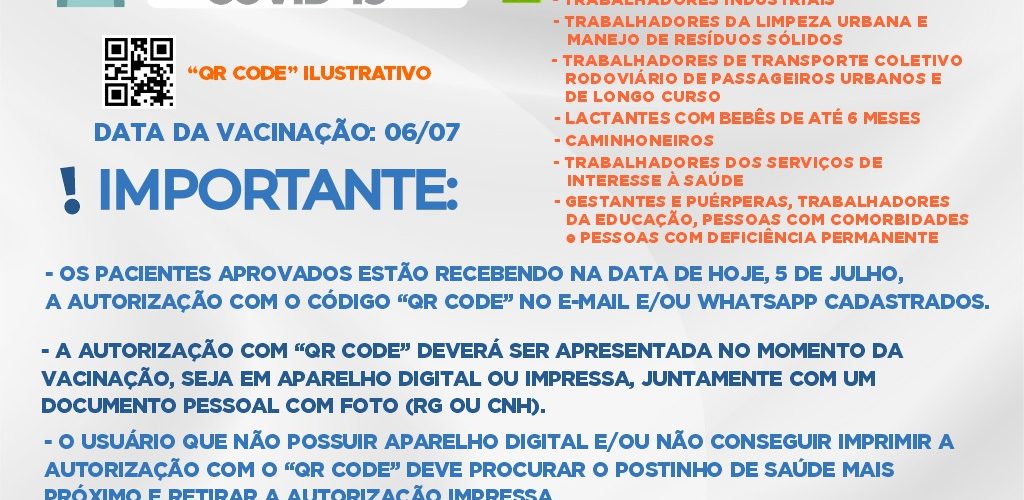 COVID-19
"QR CODE" ILUSTRATIVO
DATA DA VACINAÇÃO: 06/07
! IMPORTANTE:
- TRABALHADORES INDUSTRIAIS
- TRABALHADORES DA LIMPEZA URBANA E
MANEJO DE RESÍDUOS SÓLIDOS
- TRABALHADORES DE TRANSPORTE COLETIVO
RODOVIÁRIO DE PASSAGEIROS URBANOS E
DE LONGO CURSO
- LACTANTES COM BEBÊS DE ATÉ 6 MESES
- CAMINHONEIROS
- TRABALHADORES DOS SERVIÇOS DE
INTERESSE À SAÚDE
- GESTANTES E PUÉRPERAS, TRABALHADORES
DA EDUCAÇÃO, PESSOAS COM COMORBIDADES
e PESSOAS COM DEFICIÊNCIA PERMANENTE
- OS PACIENTES APROVADOS ESTÃO RECEBENDO NA DATA DE HOJE, 5 DE JULHO,
A AUTORIZAÇÃO COM O CÓDIGO "QR CODE" NO E-MAIL E/OU WHATSAPP CADASTRADOS.
- A AUTORIZAÇÃO COM "QR CODE" DEVERÁ SER APRESENTADA NO MOMENTO DA
VACINAÇÃO, SEJA EM APARELHO DIGITAL OU IMPRESSA, JUNTAMENTE COM UM
DOCUMENTO PESSOAL COM FOTO (RG OU CNH).
- O USUÁRIO QUE NÃO POSSUIR APARELHO DIGITAL E/OU NÃO CONSEGUIR IMPRIMIR A
AUTORIZAÇÃO COM O "QR CODE" DEVE PROCURAR O POSTINHO DE SAÚDE MAIS
PRÓXIMO E RETIRAR A AUTORIZAÇÃO IMPRESSA